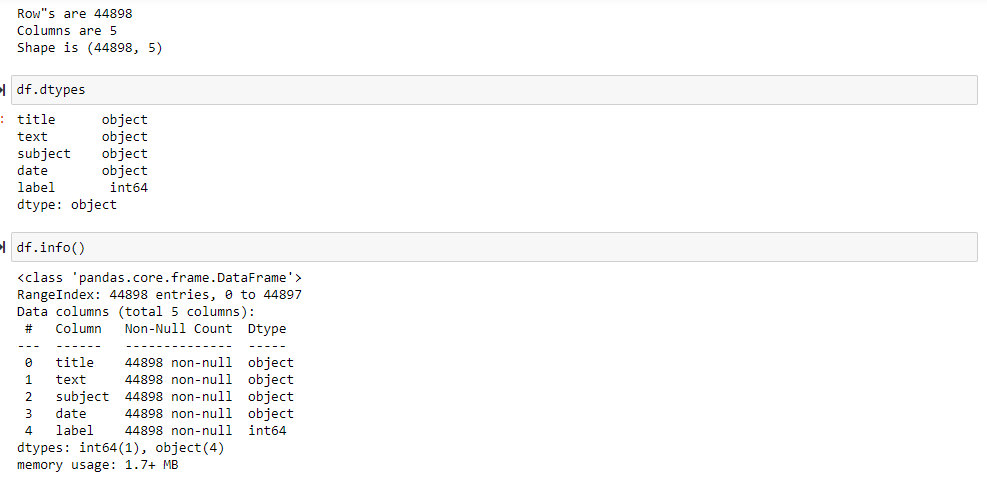 Row"s are 44898
Columns are 5
Shape is (44898, 5)
df.dtypes
title      object
text       object
subject    object
date       object
label       int64
dtype: object
df.info()
<class 'pandas.core.frame.DataFrame'>
RangeIndex: 44898 entries, 0 to 44897
Data columns (total 5 columns):
 #   Column   Non-Null Count  Dtype
---  ------   --------------  -----
 0   title    44898 non-null  object
 1   text     44898 non-null  object
 2   subject  44898 non-null  object
 3   date     44898 non-null  object
 4   label    44898 non-null  int64
dtypes: int64(1), object(4)
memory usage: 1.7+ MB